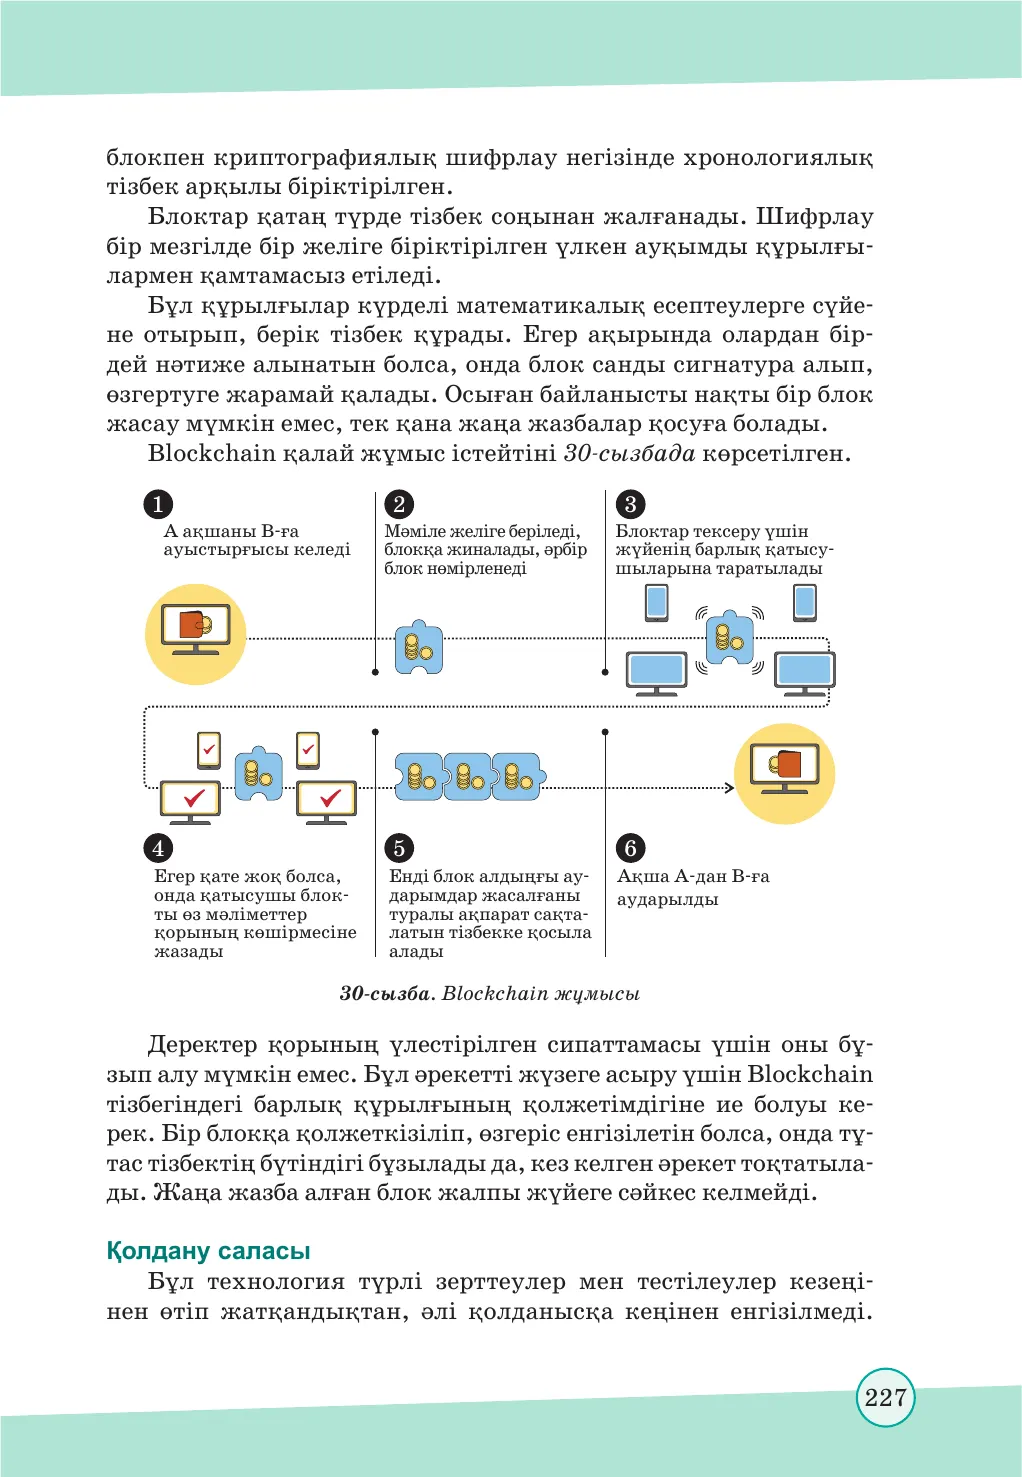 блокпен криптографиялық шифрлау негізінде хронологиялық
тізбек арқылы біріктірілген.
Блоктар қатаң түрде тізбек соңынан жалғанады. Шифрлау
бір мезгілде бір желіге біріктірілген үлкен ауқымды құрылғы-
лармен қамтамасыз етіледі.
Бұл құрылғылар күрделі математикалық есептеулерге сүйе-
не отырып, берік тізбек құрады. Егер ақырында олардан бір-
дей нәтиже алынатын болса, онда блок санды сигнатура алып,
өзгертуге жарамай қалады. Осыған байланысты нақты бір блок
жасау мүмкін емес, тек қана жаңа жазбалар қосуға болады.
Blockchain қалай жұмыс істейтіні 30-сызбада көрсетілген.
1
А ақшаны В-ға
ауыстырғысы келеді
2
Мәміле желіге беріледі,
блокқа жиналады, әрбір
блок нөмірленеді
3
Блоктар тексеру үшін
жүйенің барлық қатысу-
шыларына таратылады
4
Егер қате жоқ болса,
онда қатысушы блок-
ты өз мәліметтер
қорының көшірмесіне
жазады
5
Енді блок алдыңғы ау-
дарымдар жасалғаны
туралы ақпарат сақта-
латын тізбекке қосыла
алады
6
Ақша А-дан В-ға
аударылды
30-сызба. Blockchain жұмысы
Деректер қорының үлестірілген сипаттамасы үшін оны бұ-
зып алу мүмкін емес. Бұл әрекетті жүзеге асыру үшін Blockchain
тізбегіндегі барлық құрылғының қолжетімдігіне ие болуы ке-
рек. Бір блокқа қолжеткізіліп, өзгеріс енгізілетін болса, онда тұ-
тас тізбектің бүтіндігі бұзылады да, кез келген әрекет тоқтатыла-
ды. Жаңа жазба алған блок жалпы жүйеге сәйкес келмейді.
Қолдану саласы
Бұл технология түрлі зерттеулер мен тестілеулер кезеңі-
нен өтіп жатқандықтан, әлі қолданысқа кеңінен енгізілмеді.
227